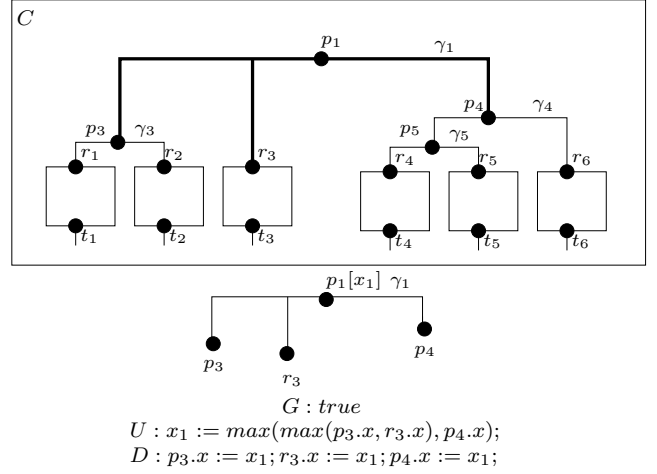 C
p₁ γ₁
p₄ γ₄
p₃ γ₃ p₅ γ₅
r₁ r₂ r₃ r₄ r₅ r₆
t₁ t₂ t₃ t₄ t₅ t₆
p₁[x₁] γ₁
p₃ r₃ p₄
G : true
U : x₁ := max(max(p₃.x, r₃.x), p₄.x);
D : p₃.x := x₁; r₃.x := x₁; p₄.x := x₁;